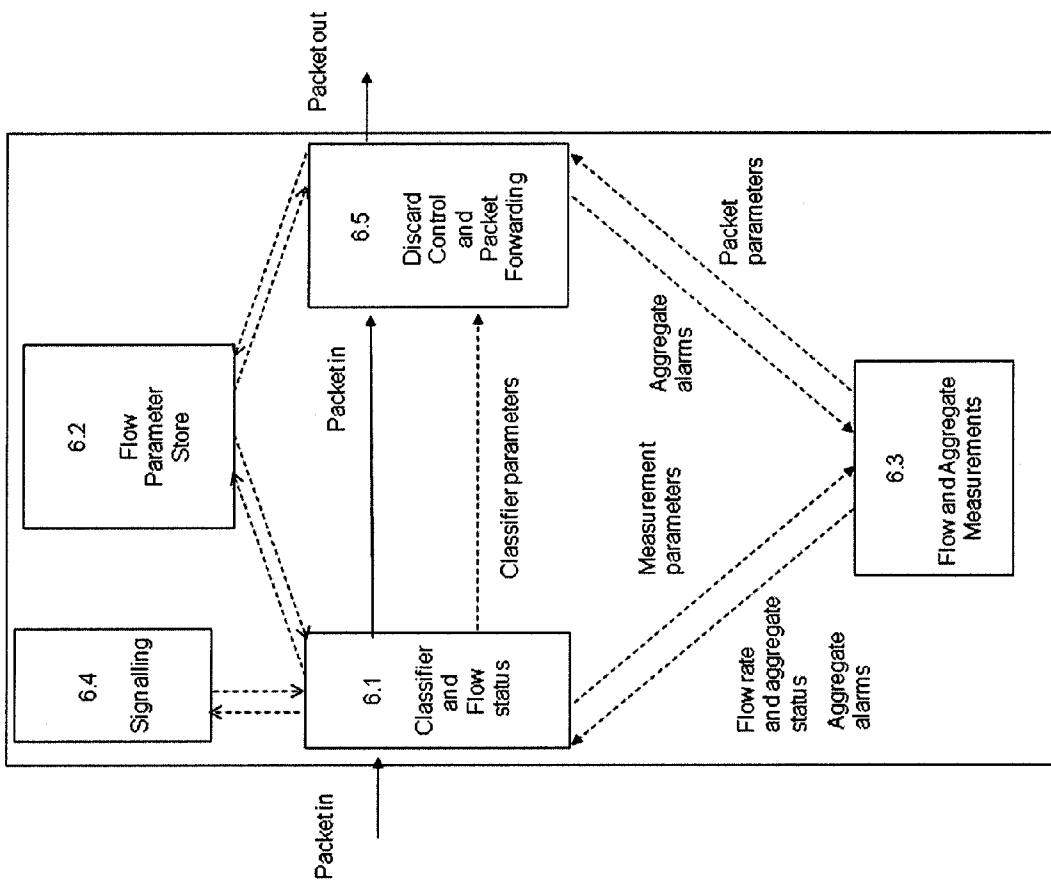 6.4
Signalling
6.2
Flow
Parameter
Store
Packet in
6.1
Classifier
and
Flow
status
Packet in
Classifier parameters
6.5
Discard
Control
and
Packet
Forwarding
Packet out
Measurement
parameters
Flow rate
and aggregate
status
Aggregate
alarms
Aggregate
alarms
Packet
parameters
6.3
Flow and Aggregate
Measurements